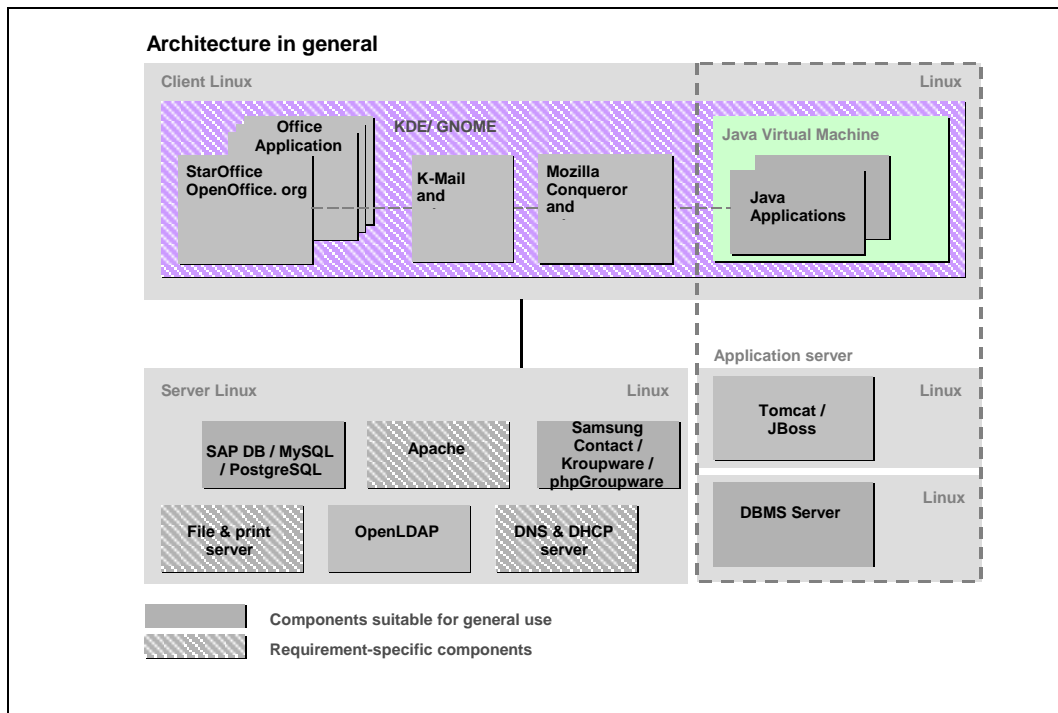 Architecture in general
Client Linux
Linux
KDE/ GNOME
Office
Application
StarOffice
OpenOffice. org
K-Mail
and
Mozilla
Conqueror
and
Java Virtual Machine
Java
Applications
Application server
Server Linux
Linux
SAP DB / MySQL
/ PostgreSQL
Apache
Samsung
Contact /
Kroupware /
phpGroupware
File & print
server
OpenLDAP
DNS & DHCP
server
Linux
Tomcat /
JBoss
Linux
DBMS Server
Components suitable for general use
Requirement-specific components